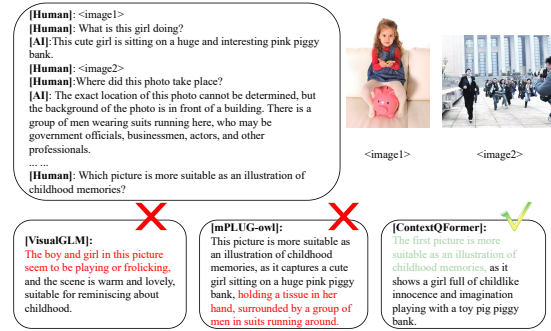 [Human]: <image1>
[Human]: What is this girl doing?
[AI]:This cute girl is sitting on a huge and interesting pink piggy
bank.
[Human]: <image2>
[Human]:Where did this photo take place?
[AI]: The exact location of this photo cannot be determined, but
the background of the photo is in front of a building. There is a
group of men wearing suits running here, who may be
government officials, businessmen, actors, and other
professionals.
... ...
[Human]: Which picture is more suitable as an illustration of
childhood memories?
<image1>
<image2>
[VisualGLM]:
The boy and girl in this picture
seem to be playing or frolicking,
and the scene is warm and lovely,
suitable for reminiscing about
childhood.
[mPLUG-owl]:
This picture is more suitable as
an illustration of childhood
memories, as it captures a cute
girl sitting on a huge pink piggy
bank, holding a tissue in her
hand, surrounded by a group of
men in suits running around.
[ContextQFormer]:
The first picture is more
suitable as an illustration of
childhood memories, as it
shows a girl full of childlike
innocence and imagination
playing with a toy pig piggy
bank.